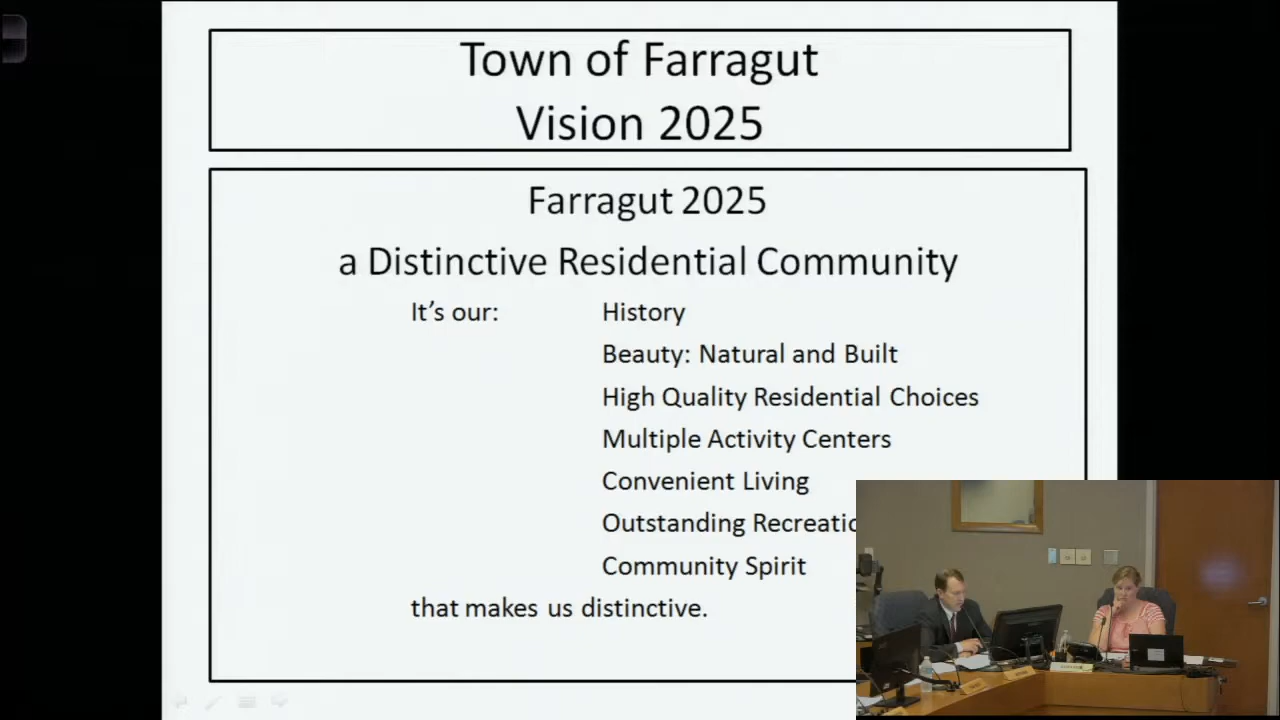 Town of Farragut
Vision 2025
Farragut 2025
a Distinctive Residential Community
It's our: History
Beauty: Natural and Built
High Quality Residential Choices
Multiple Activity Centers
Convenient Living
Outstanding
Community Spirit
that makes us distinctive.